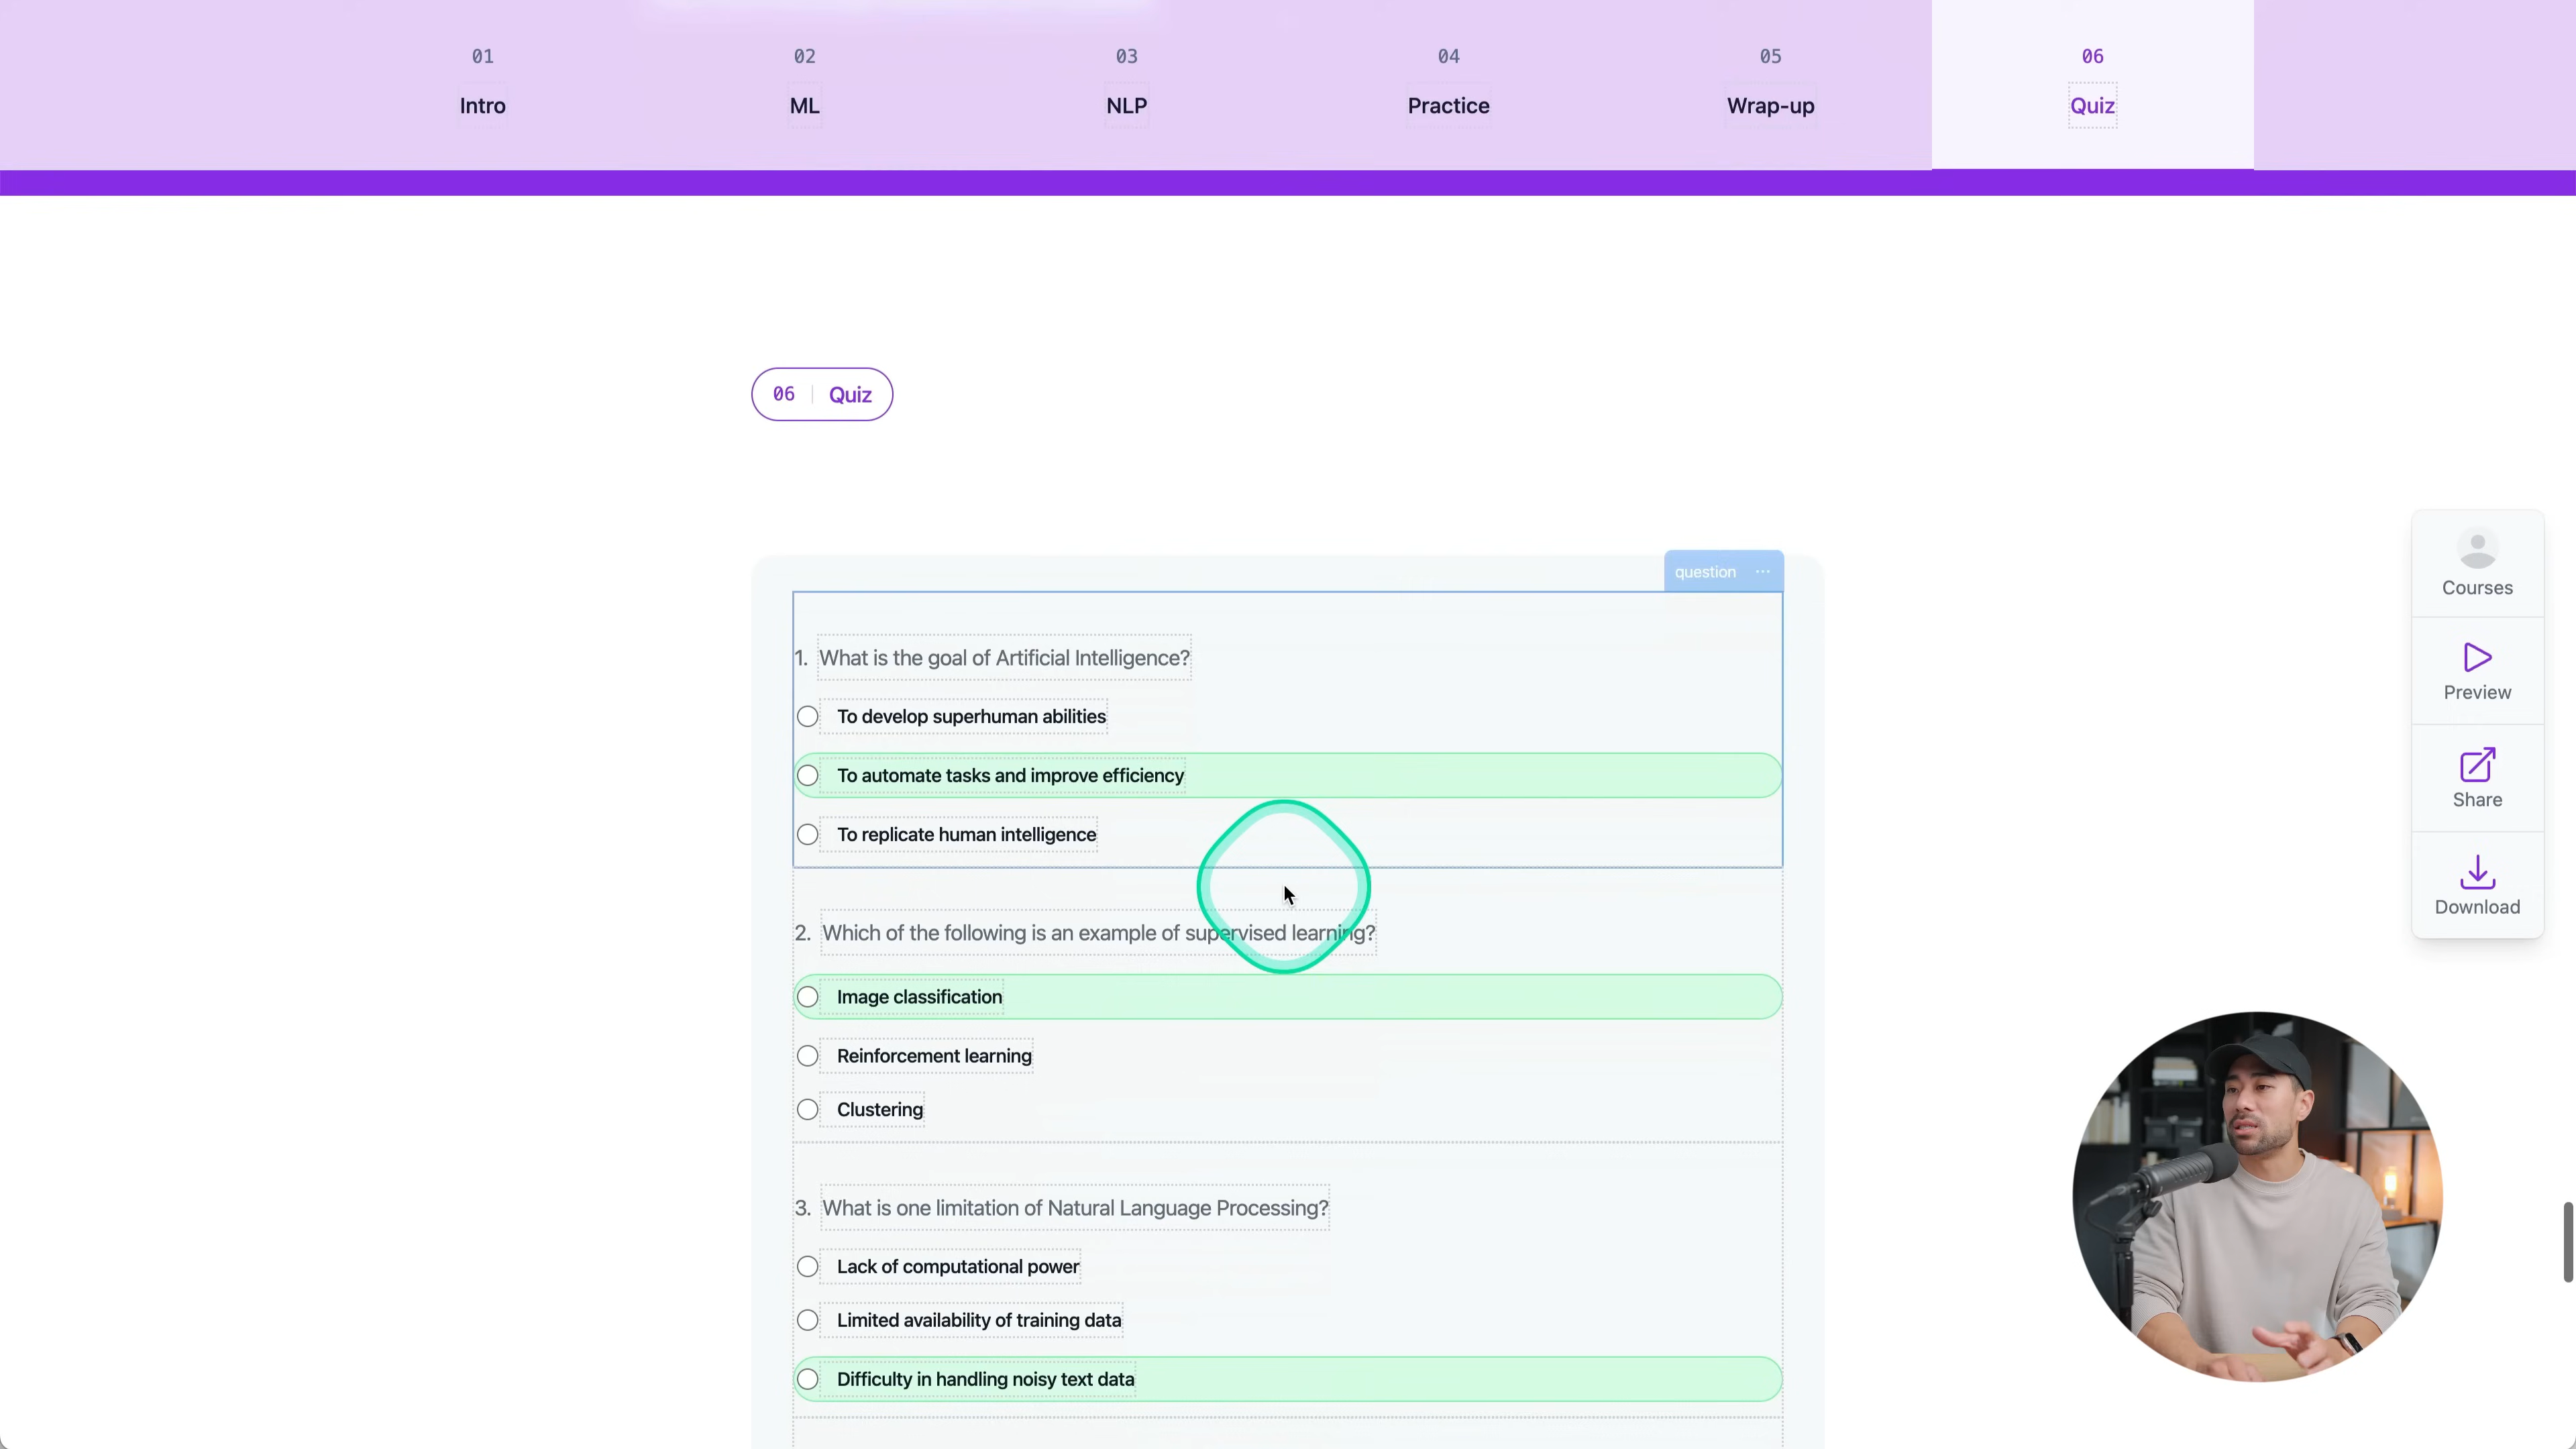 01
Intro
02
ML
03
NLP
04
Practice
05
Wrap-up
06
Quiz
06 Quiz
question ...
1. What is the goal of Artificial Intelligence?
To develop superhuman abilities
To automate tasks and improve efficiency
To replicate human intelligence
2. Which of the following is an example of supervised learning?
Image classification
Reinforcement learning
Clustering
3. What is one limitation of Natural Language Processing?
Lack of computational power
Limited availability of training data
Difficulty in handling noisy text data
Courses
Preview
Share
Download